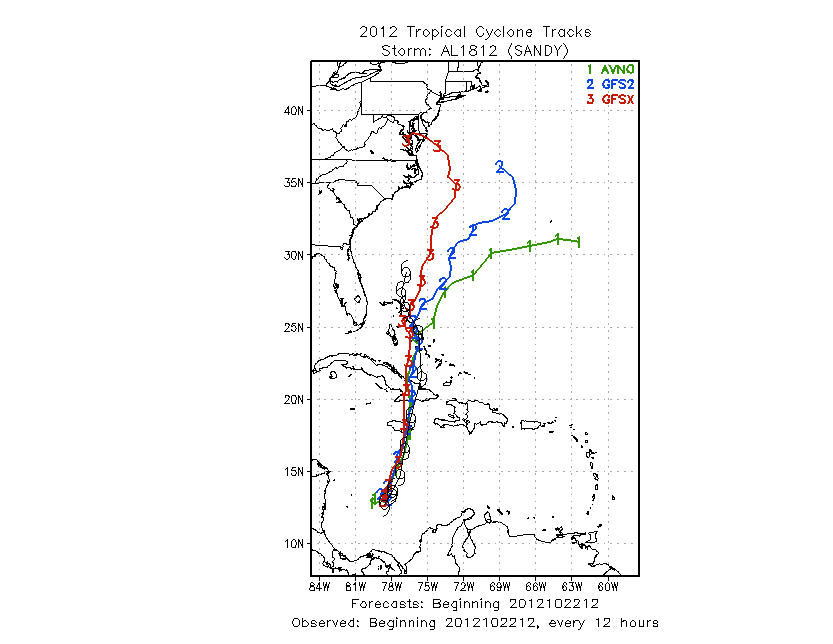 2012 Tropical Cyclone Tracks
Storm: AL1812 (SANDY)
1 AVNO
2 GFS2
3 GFSX
40N
35N
30N
25N
20N
15N
10N
84W 81W 78W 75W 72W 69W 66W 63W 60W
Forecasts: Beginning 2012102212
Observed: Beginning 2012102212, every 12 hours